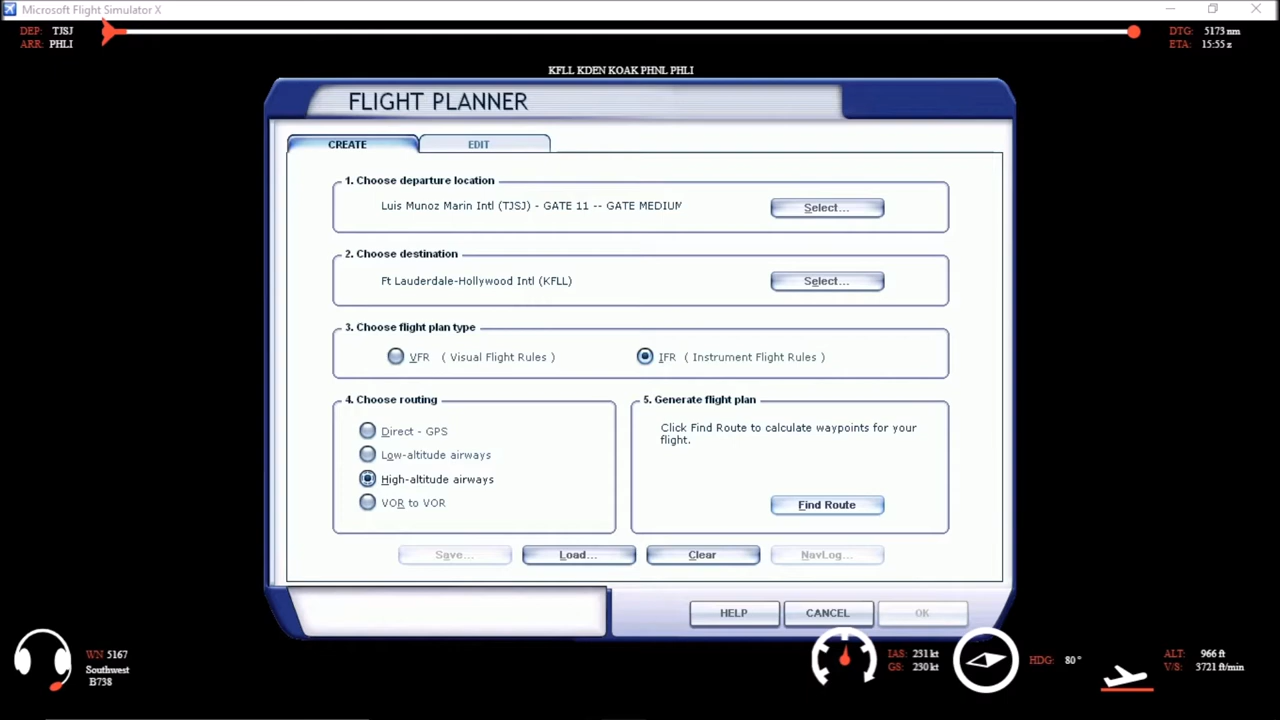 Microsoft Flight Simulator X
DEP: TJSJ
ARR: PHLI
DTG: 5173 nm
ETA: 15:55 z
KFLL KDEN KOAK PHNL PHLI
FLIGHT PLANNER
CREATE
EDIT
1. Choose departure location
Luis Munoz Marin Intl (TJSJ) - GATE 11 -- GATE MEDIUM
Select...
2. Choose destination
Ft Lauderdale-Hollywood Intl (KFLL)
Select...
3. Choose flight plan type
VFR ( Visual Flight Rules )
IFR ( Instrument Flight Rules )
4. Choose routing
Direct - GPS
Low-altitude airways
High-altitude airways
VOR to VOR
5. Generate flight plan
Click Find Route to calculate waypoints for your
flight.
Find Route
Save...
Load...
Clear
NavLog...
HELP
CANCEL
OK
WN 5167
Southwest
B738
IAS: 231 kt
GS: 230 kt
HDG: 80°
ALT: 966 ft
V/S: 3721 ft/min